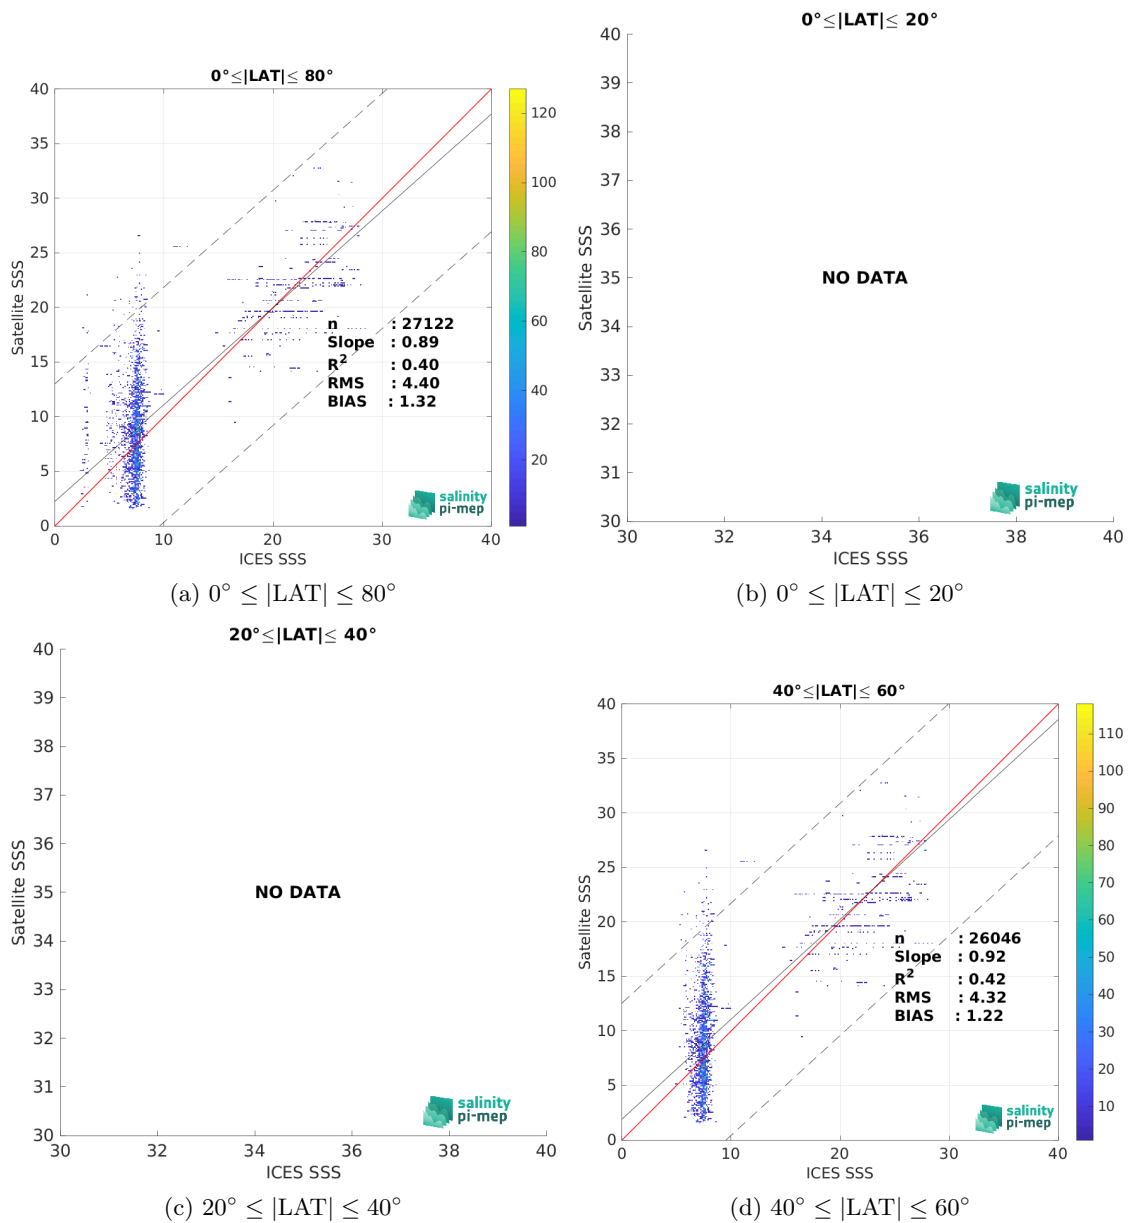 0°≤|LAT|≤ 80°
40
35
30
25
20
15
10
5
0
Satellite SSS
n : 27122
Slope : 0.89
R2 : 0.40
RMS : 4.40
BIAS : 1.32
salinity
pi-mep
0 10 20 30 40
ICES SSS
120
100
80
60
40
20
(a) 0° ≤ |LAT| ≤ 80°
0°≤|LAT|≤ 20°
40
39
38
37
36
35
34
33
32
31
30
Satellite SSS
NO DATA
salinity
pi-mep
30 32 34 36 38 40
ICES SSS
(b) 0° ≤ |LAT| ≤ 20°
20°≤|LAT|≤ 40°
40
39
38
37
36
35
34
33
32
31
30
Satellite SSS
NO DATA
salinity
pi-mep
30 32 34 36 38 40
ICES SSS
(c) 20° ≤ |LAT| ≤ 40°
40°≤|LAT|≤ 60°
40
35
30
25
20
15
10
5
0
Satellite SSS
n : 26046
Slope : 0.92
R2 : 0.42
RMS : 4.32
BIAS : 1.22
salinity
pi-mep
0 10 20 30 40
ICES SSS
110
100
90
80
70
60
50
40
30
20
10
(d) 40° ≤ |LAT| ≤ 60°